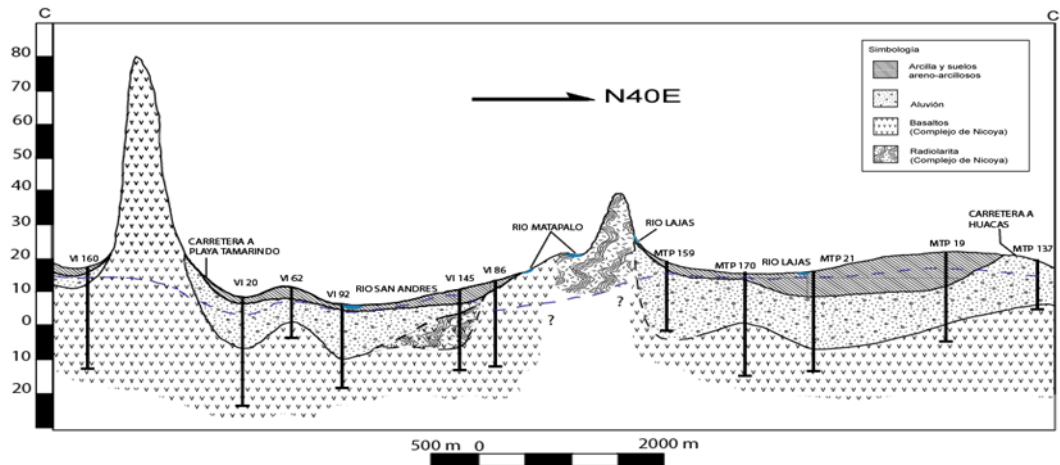 C
C
80
70
60
50
40
30
20
10
0
10
20
N40E
Simbología
Arcilla y suelos
areno-arcillosos
Aluvión
Basaltos
(Complejo de Nicoya)
Radiolarita
(Complejo de Nicoya)
VI 160
CARRETERA A
PLAYA TAMARINDO
VI 20
VI 62
VI 92
RIO SAN ANDRES
VI 145
VI 86
RIO MATAPALO
?
?
RIO LAJAS
MTP 159
MTP 170
RIO LAJAS
MTP 21
MTP 19
CARRETERA A
HUACAS
MTP 137
500 m 0 2000 m